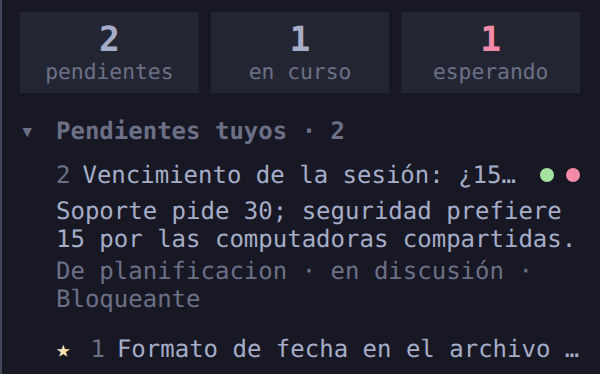 2
pendientes
1
en curso
1
esperando
▼ Pendientes tuyos · 2
2 Vencimiento de la sesión: ¿15…
Soporte pide 30; seguridad prefiere
15 por las computadoras compartidas.
De planificacion · en discusión ·
Bloqueante
★ 1 Formato de fecha en el archivo …